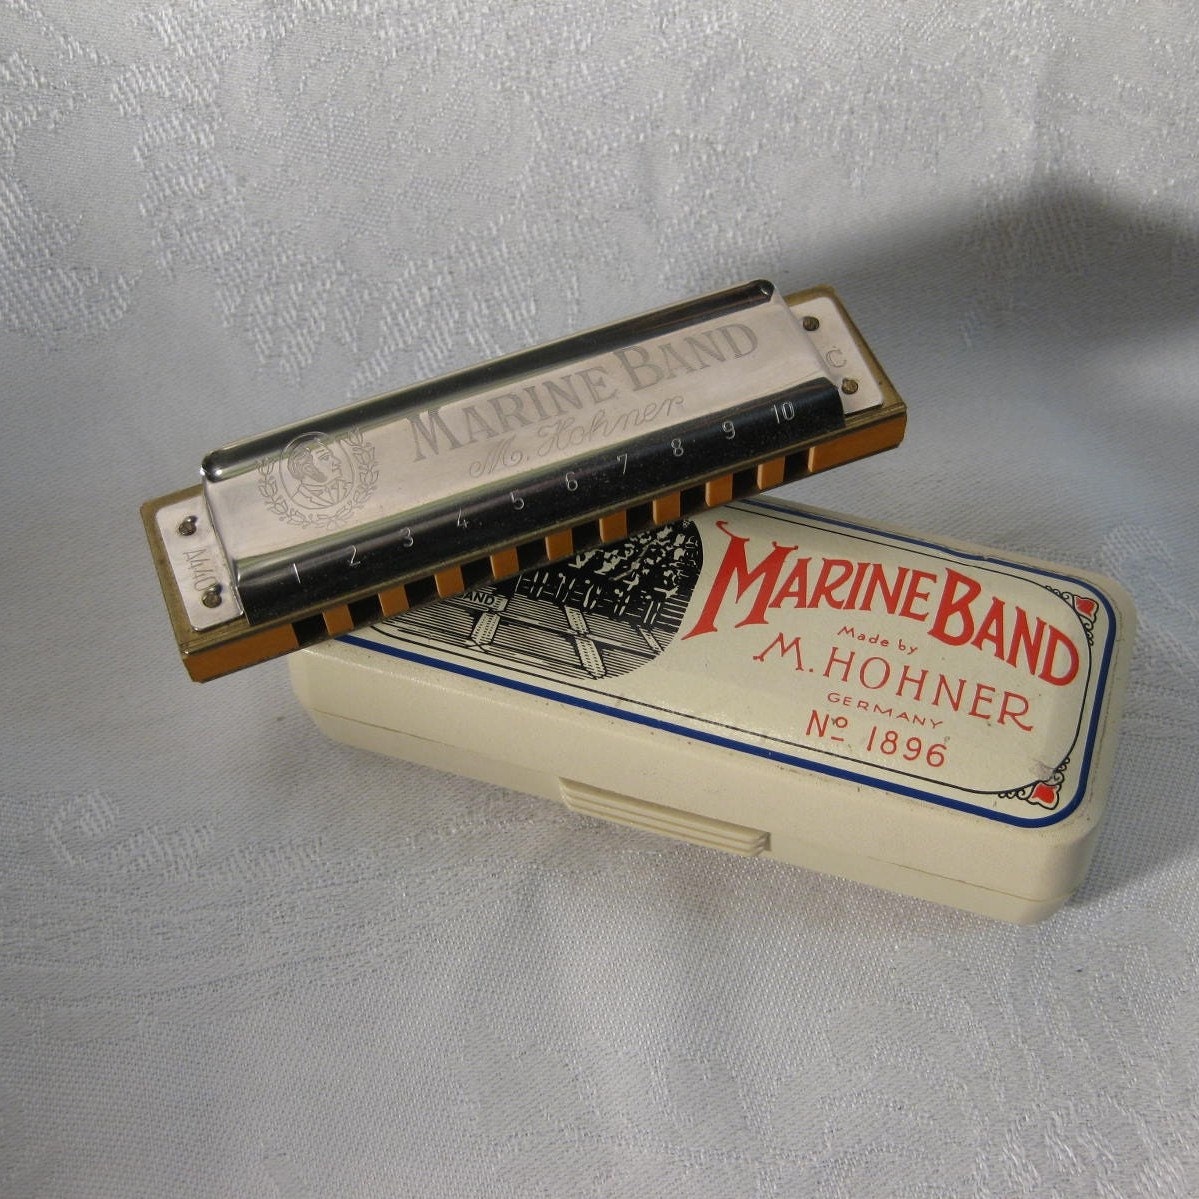 MARINE BAND
M. Hohner
C
1 2 3 4 5 6 7 8 9 10
MARINE BAND
Made by
M. HOHNER
GERMANY
Nº 1896